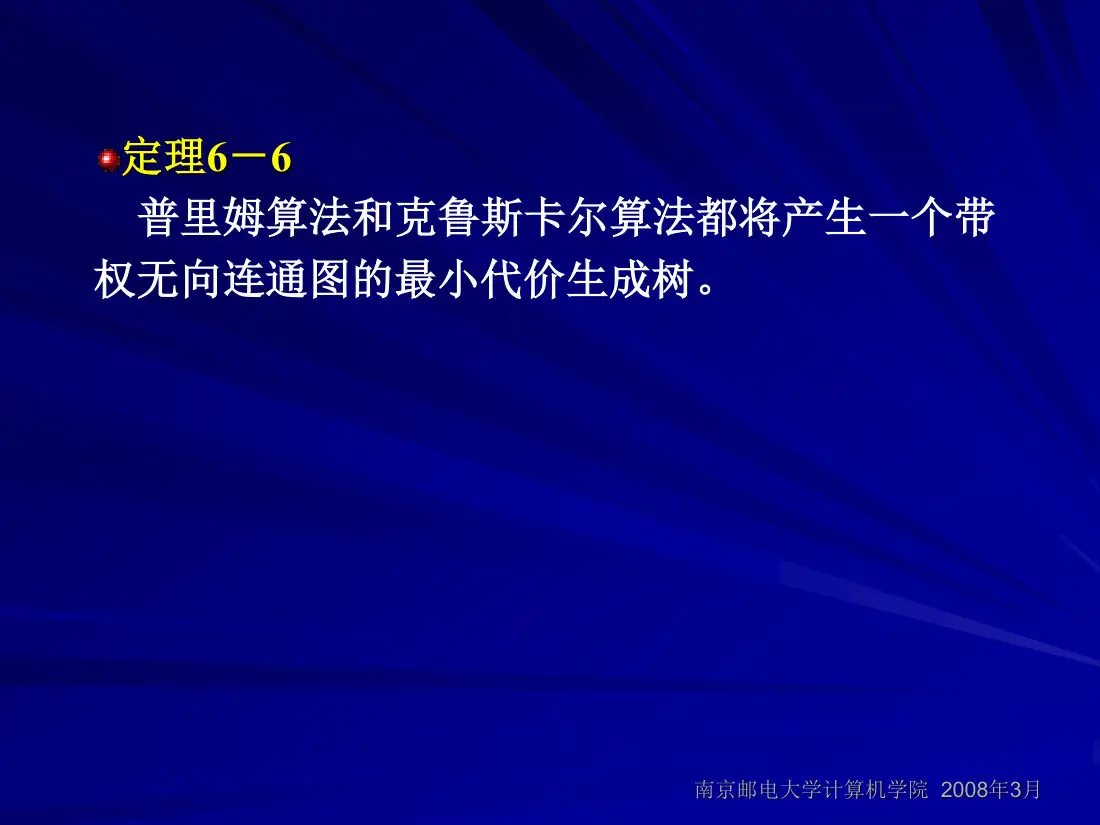 定理6－6
普里姆算法和克鲁斯卡尔算法都将产生一个带
权无向连通图的最小代价生成树。
南京邮电大学计算机学院 2008年3月